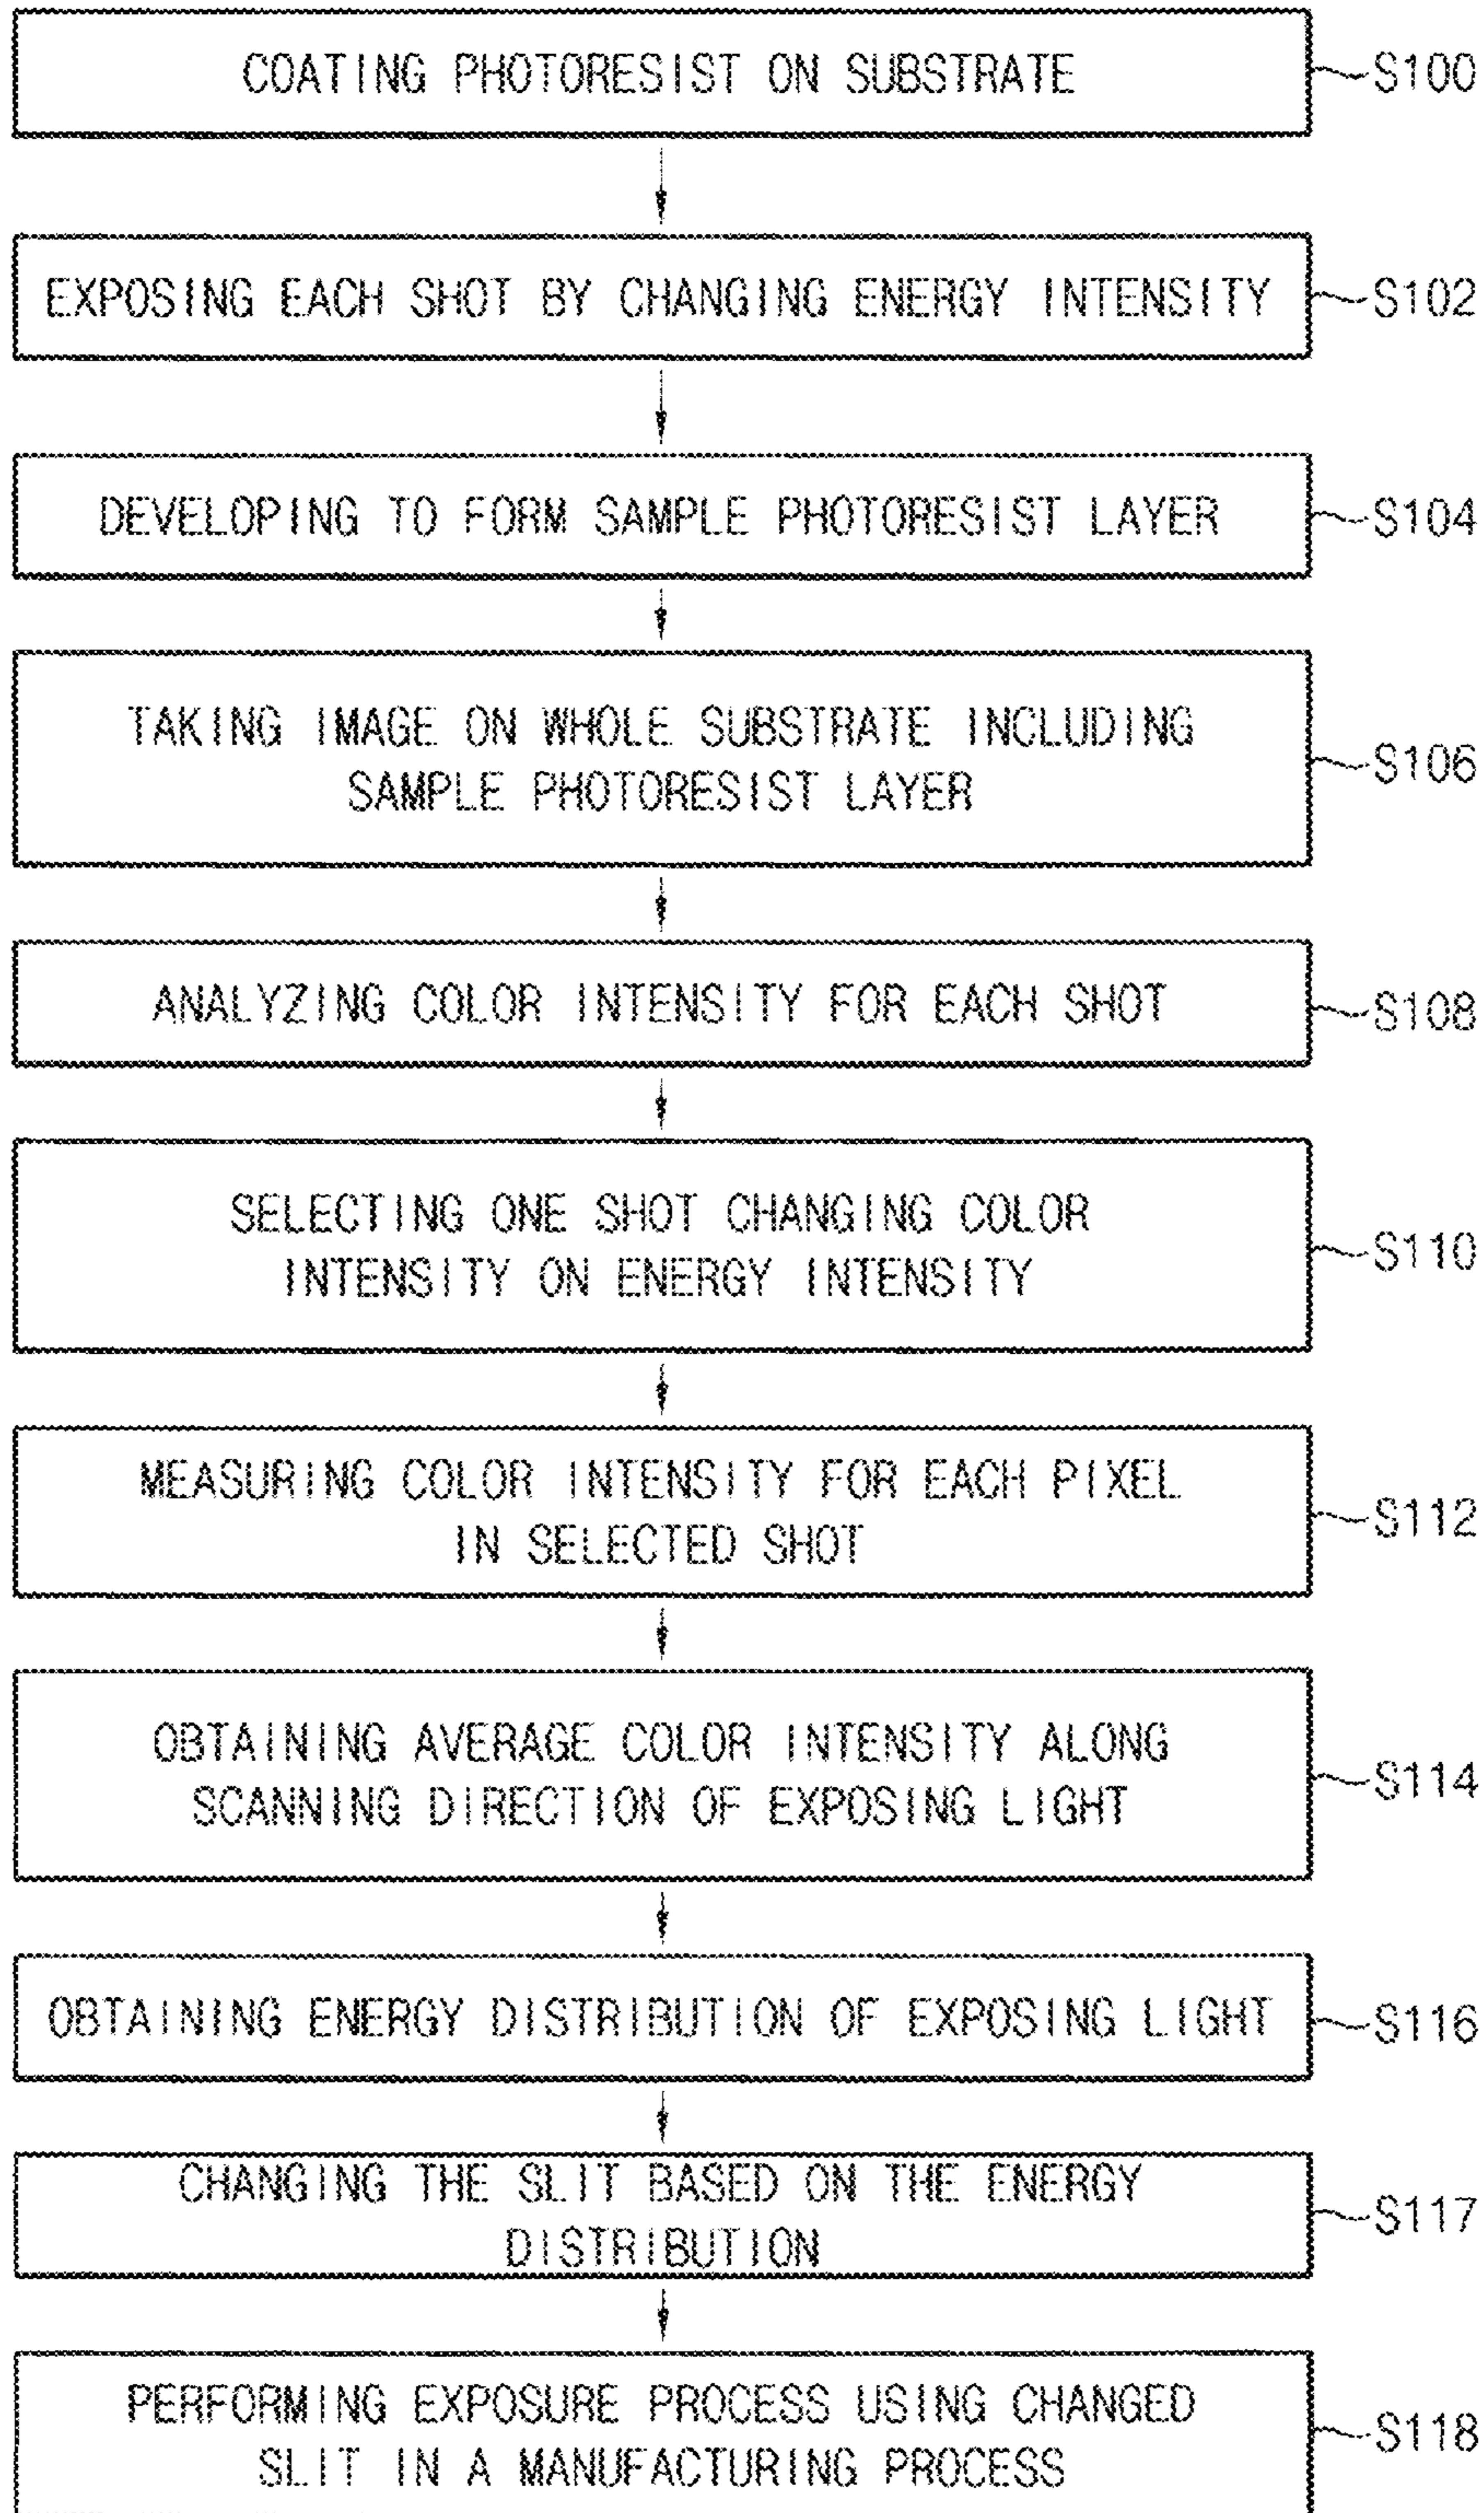 COATING PHOTORESIST ON SUBSTRATE
S100
EXPOSING EACH SHOT BY CHANGING ENERGY INTENSITY
S102
DEVELOPING TO FORM SAMPLE PHOTORESIST LAYER
S104
TAKING IMAGE ON WHOLE SUBSTRATE INCLUDING
SAMPLE PHOTORESIST LAYER
S106
ANALYZING COLOR INTENSITY FOR EACH SHOT
S108
SELECTING ONE SHOT CHANGING COLOR
INTENSITY ON ENERGY INTENSITY
S110
MEASURING COLOR INTENSITY FOR EACH PIXEL
IN SELECTED SHOT
S112
OBTAINING AVERAGE COLOR INTENSITY ALONG
SCANNING DIRECTION OF EXPOSING LIGHT
S114
OBTAINING ENERGY DISTRIBUTION OF EXPOSING LIGHT
S116
CHANGING THE SLIT BASED ON THE ENERGY
DISTRIBUTION
S117
PERFORMING EXPOSURE PROCESS USING CHANGED
SLIT IN A MANUFACTURING PROCESS
S118